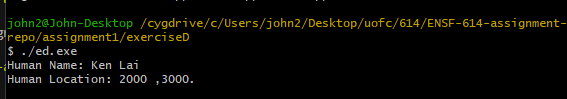 john2@John-Desktop /cygdrive/c/Users/john2/Desktop/uofc/614/ENSF-614-assignment-
repo/assignment1/exerciseD
$ ./ed.exe
Human Name: Ken Lai
Human Location: 2000 ,3000.